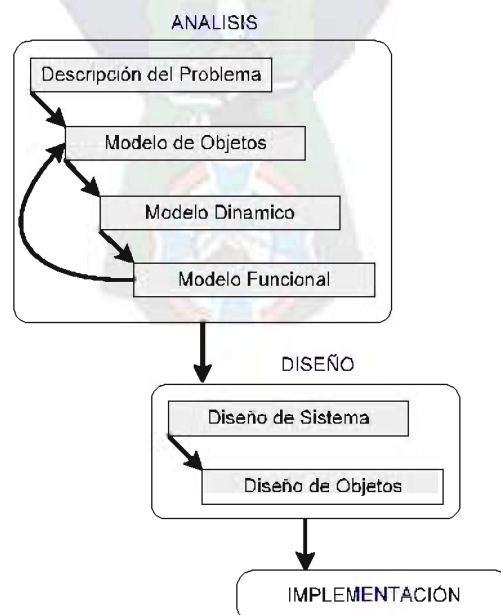 ANALISIS
Descripción del Problema
Modelo de Objetos
Modelo Dinamico
Modelo Funcional
DISEÑO
Diseño de Sistema
Diseño de Objetos
IMPLEMENTACIÓN